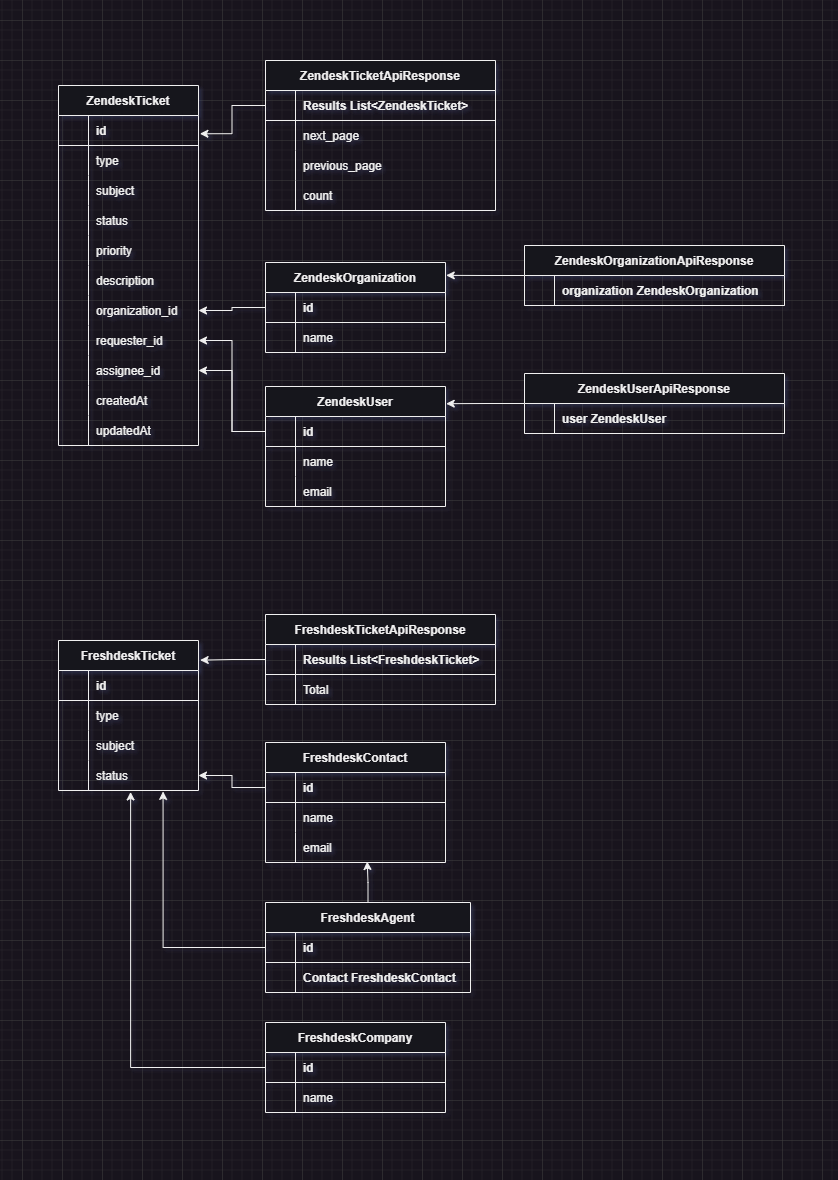 ZendeskTicket
id
type
subject
status
priority
description
organization_id
requester_id
assignee_id
createdAt
updatedAt
ZendeskTicketApiResponse
Results List<ZendeskTicket>
next_page
previous_page
count
ZendeskOrganization
id
name
ZendeskOrganizationApiResponse
organization ZendeskOrganization
ZendeskUser
id
name
email
ZendeskUserApiResponse
user ZendeskUser
FreshdeskTicket
id
type
subject
status
FreshdeskTicketApiResponse
Results List<FreshdeskTicket>
Total
FreshdeskContact
id
name
email
FreshdeskAgent
id
Contact FreshdeskContact
FreshdeskCompany
id
name